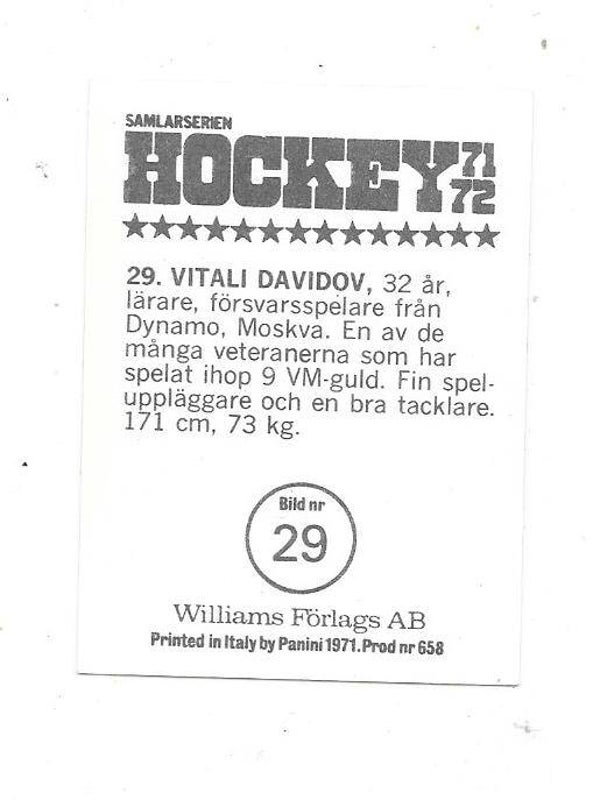 SAMLARSERIEN
HOCKEY 71 72
29. VITALI DAVIDOV, 32 år,
lärare, försvarsspelare från
Dynamo, Moskva. En av de
många veteranerna som har
spelat ihop 9 VM-guld. Fin spel-
uppläggare och en bra tacklare.
171 cm, 73 kg.
Bild nr
29
Williams Förlags AB
Printed in Italy by Panini 1971. Prod nr 658